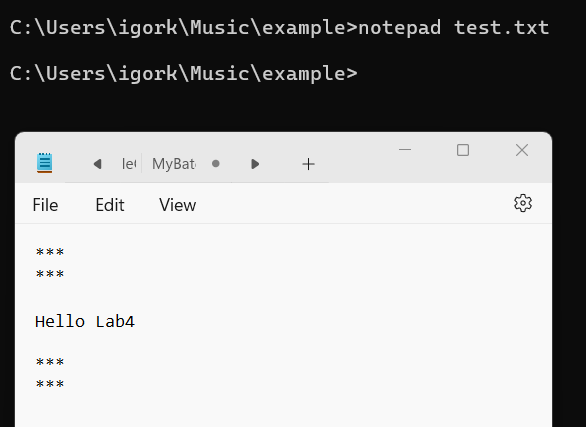 C:\Users\igork\Music\example>notepad test.txt
C:\Users\igork\Music\example>
MyBat
File Edit View
***
***
Hello Lab4
***
***